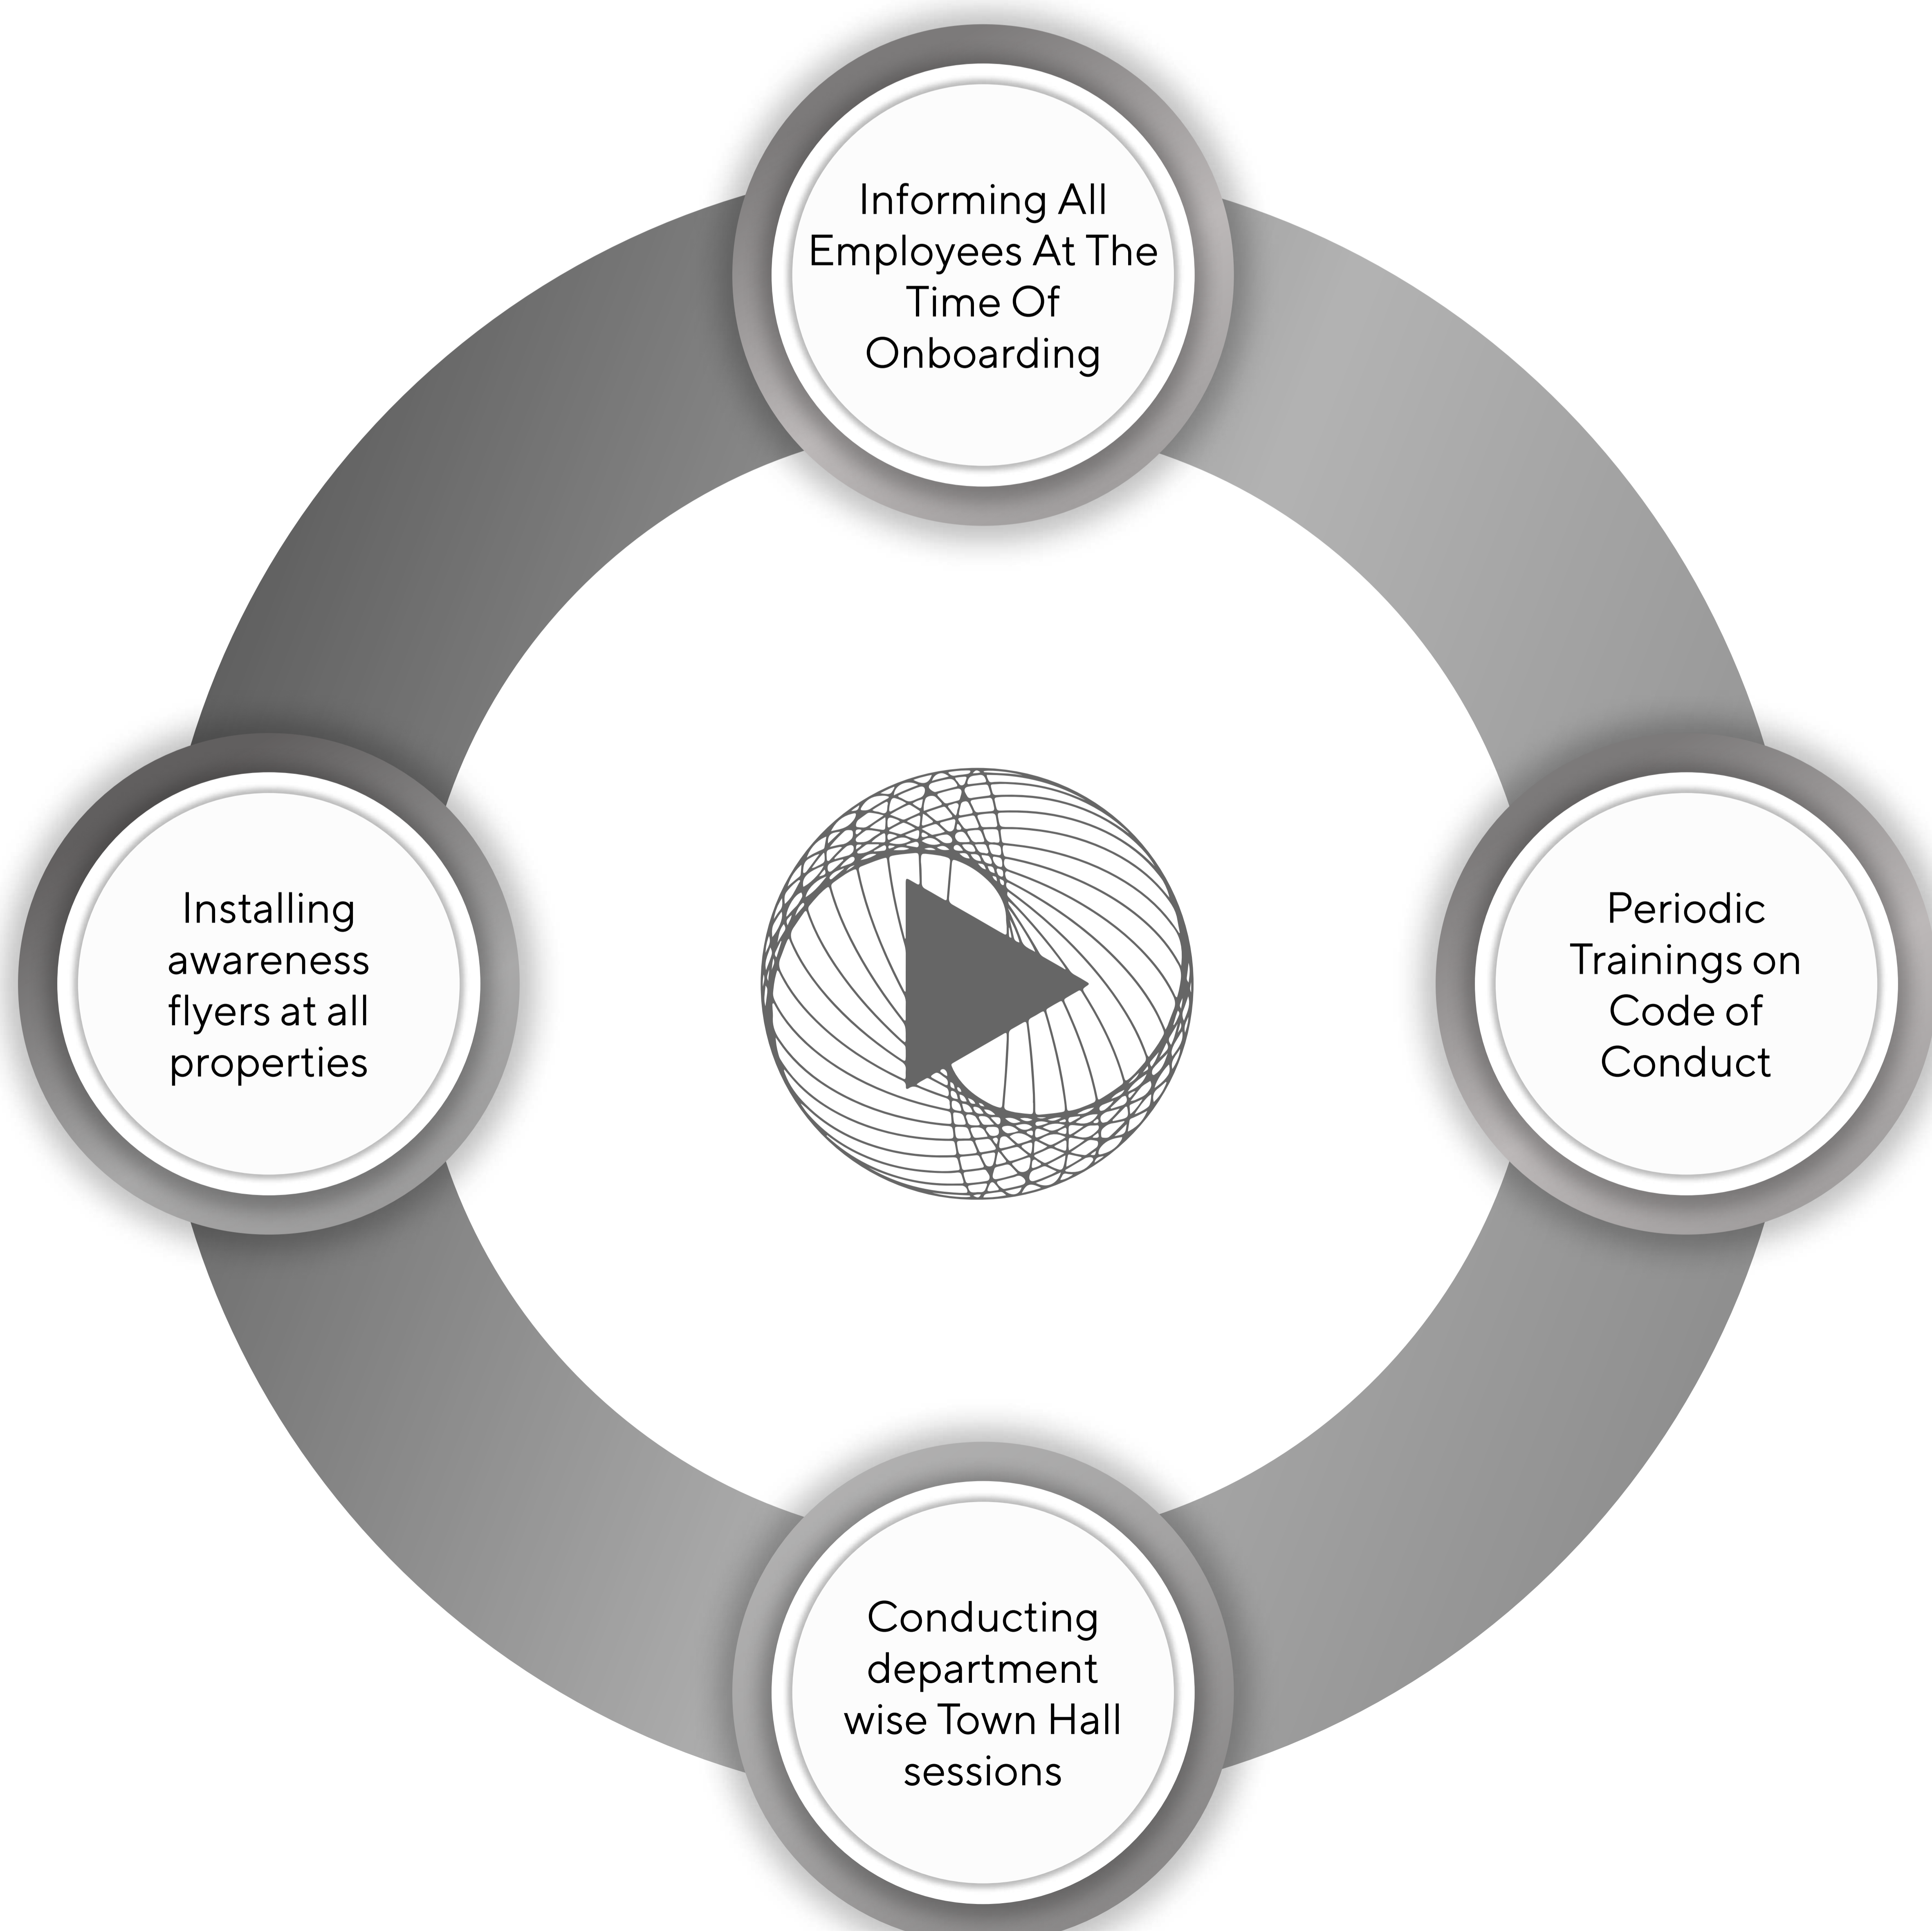 Informing All
Employees At The
Time Of
Onboarding
Installing
awareness
flyers at all
properties
Periodic
Trainings on
Code of
Conduct
Conducting
department
wise Town Hall
sessions